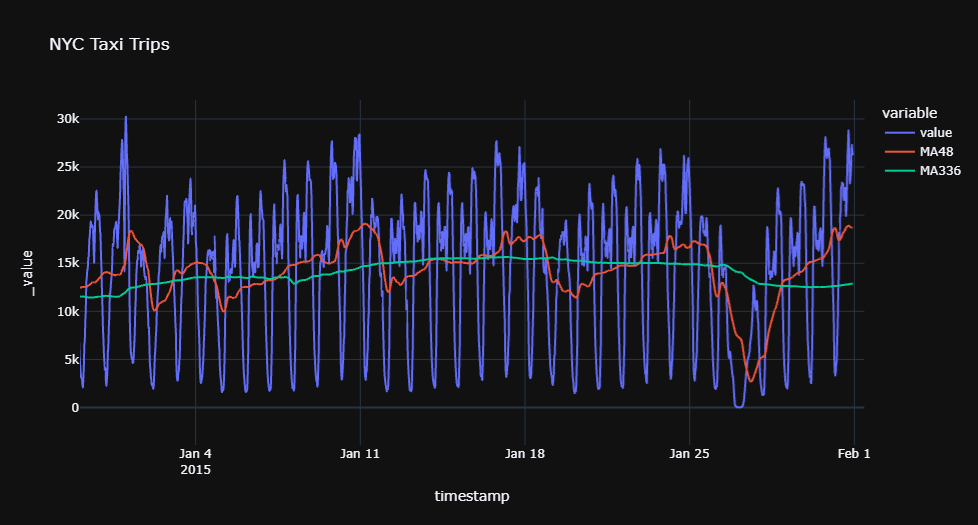 NYC Taxi Trips
variable
value
MA48
MA336
30k
25k
20k
15k
10k
5k
0
_value
Jan 4
2015
Jan 11
Jan 18
Jan 25
Feb 1
timestamp